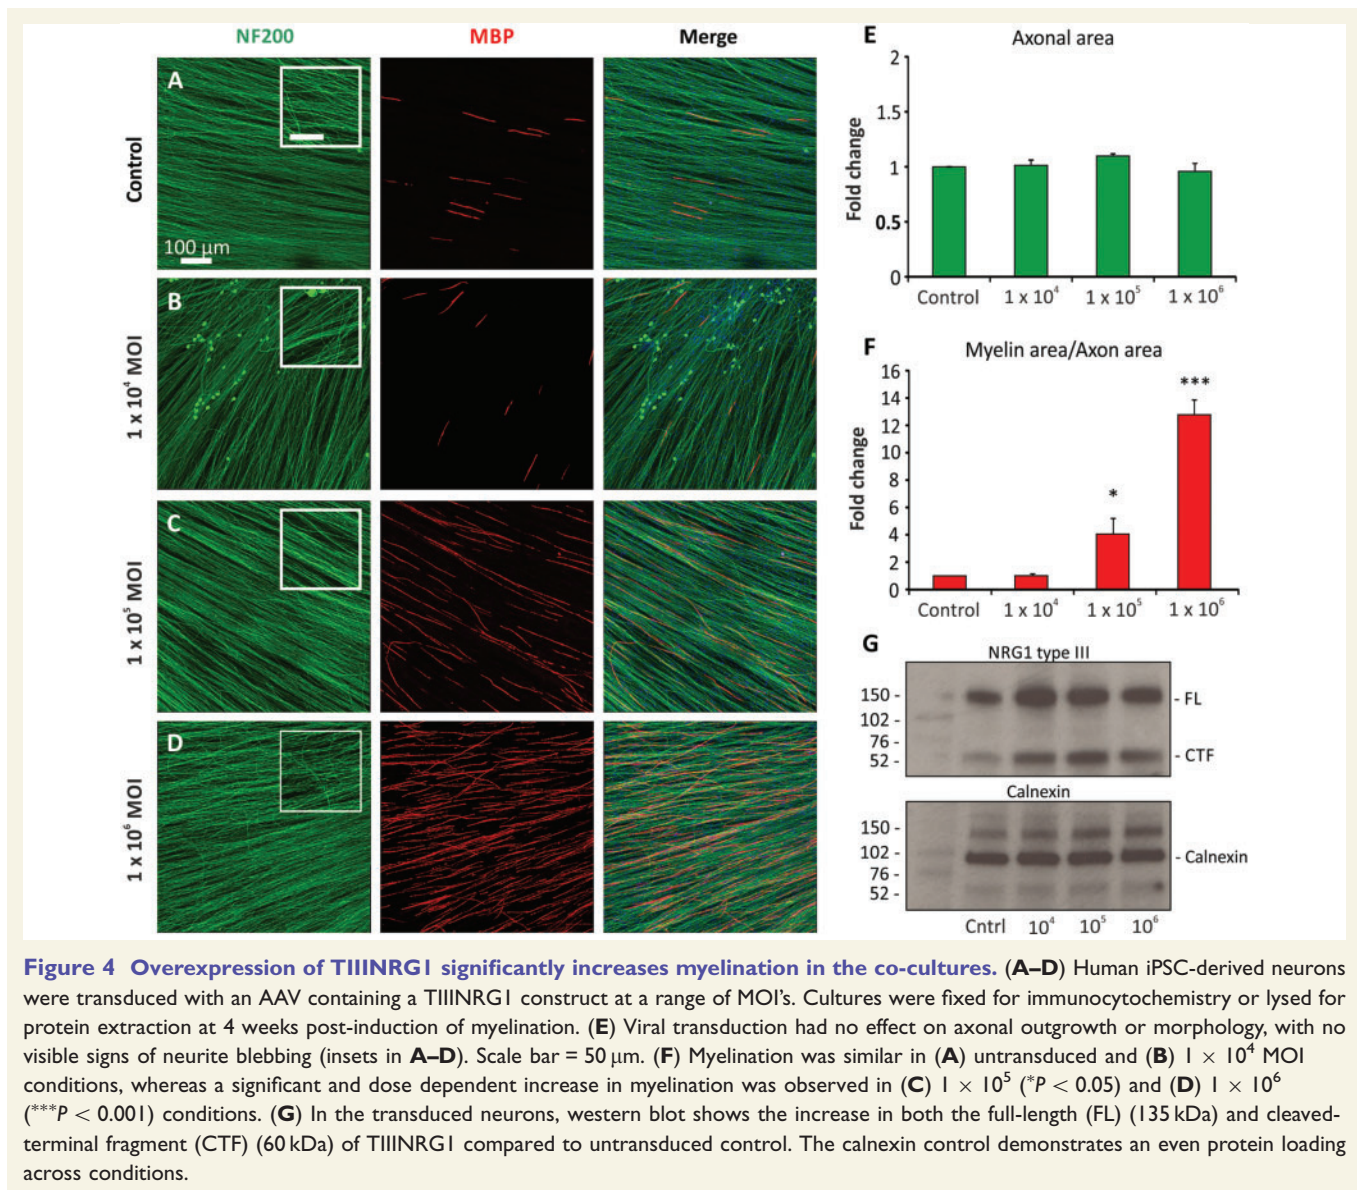 NF200
MBP
Merge
Control
A
100 µm
1 x 10⁴ MOI
B
1 x 10⁵ MOI
C
1 x 10⁶ MOI
D
E
Axonal area
Fold change
2
1.5
1
0.5
0
Control
1 x 10⁴
1 x 10⁵
1 x 10⁶
F
Myelin area/Axon area
Fold change
16
14
12
10
8
6
4
2
0
*
***
Control
1 x 10⁴
1 x 10⁵
1 x 10⁶
G
NRG1 type III
150 -
102 -
76 -
52 -
- FL
- CTF
Calnexin
150 -
102 -
76 -
52 -
- Calnexin
Cntrl 10⁴ 10⁵ 10⁶
Figure 4 Overexpression of TIIINRG1 significantly increases myelination in the co-cultures. (A–D) Human iPSC-derived neurons
were transduced with an AAV containing a TIIINRG1 construct at a range of MOI's. Cultures were fixed for immunocytochemistry or lysed for
protein extraction at 4 weeks post-induction of myelination. (E) Viral transduction had no effect on axonal outgrowth or morphology, with no
visible signs of neurite blebbing (insets in A–D). Scale bar = 50 µm. (F) Myelination was similar in (A) untransduced and (B) 1 × 10⁴ MOI
conditions, whereas a significant and dose dependent increase in myelination was observed in (C) 1 × 10⁵ (*P < 0.05) and (D) 1 × 10⁶
(***P < 0.001) conditions. (G) In the transduced neurons, western blot shows the increase in both the full-length (FL) (135 kDa) and cleaved-
terminal fragment (CTF) (60 kDa) of TIIINRG1 compared to untransduced control. The calnexin control demonstrates an even protein loading
across conditions.